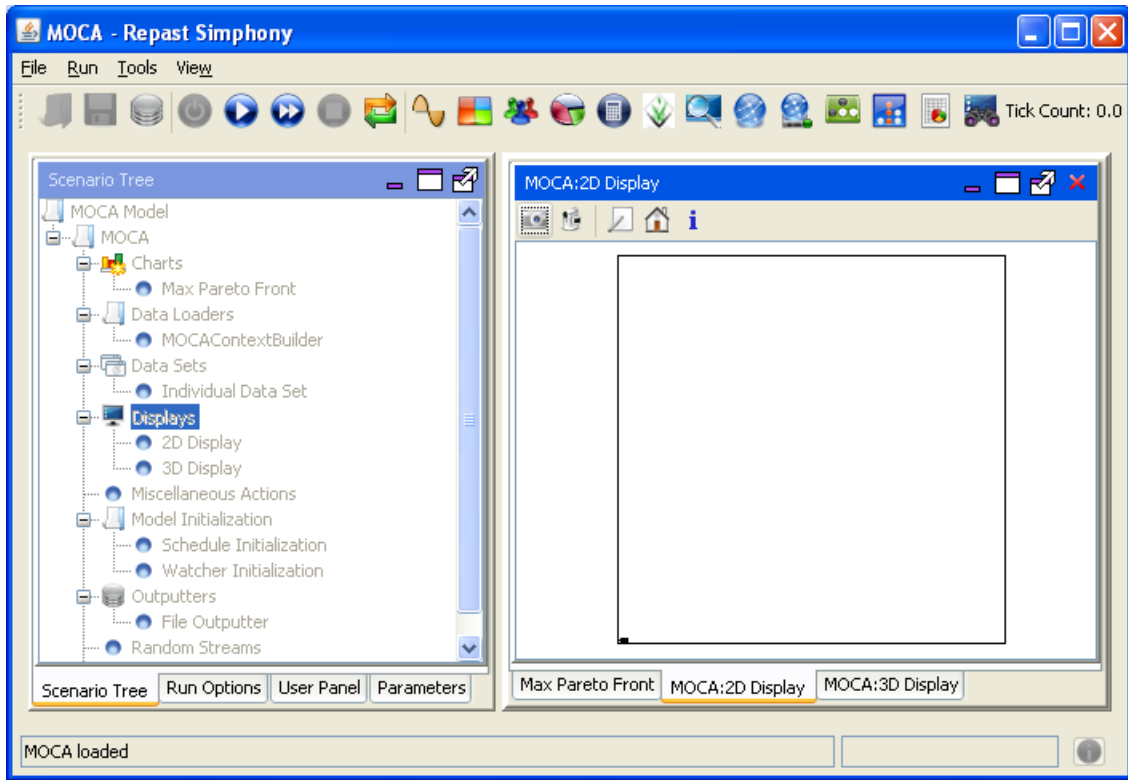 MOCA - Repast Simphony
File Run Tools View
Tick Count: 0.0
Scenario Tree
MOCA Model
MOCA
Charts
Max Pareto Front
Data Loaders
MOCAContextBuilder
Data Sets
Individual Data Set
Displays
2D Display
3D Display
Miscellaneous Actions
Model Initialization
Schedule Initialization
Watcher Initialization
Outputters
File Outputter
Random Streams
Scenario Tree Run Options User Panel Parameters
MOCA:2D Display
i
Max Pareto Front MOCA:2D Display MOCA:3D Display
MOCA loaded